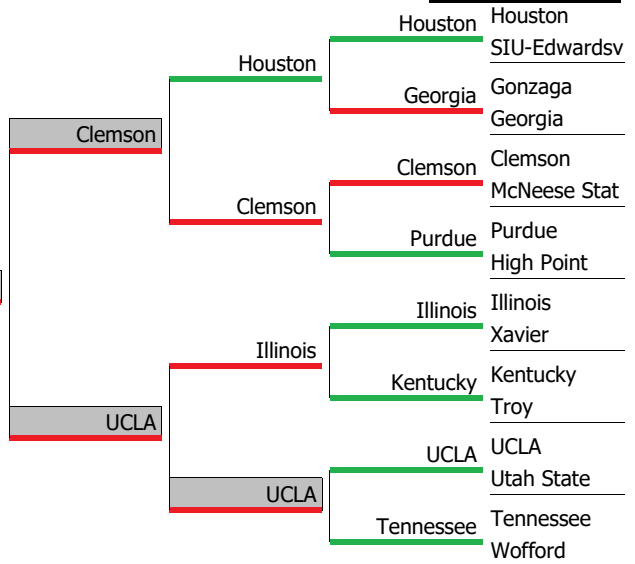 Houston
Houston
SIU-Edwardsv
Houston
Georgia
Gonzaga
Georgia
Clemson
Clemson
Clemson
McNeese Stat
Clemson
Purdue
Purdue
High Point
Illinois
Illinois
Xavier
Illinois
Kentucky
Kentucky
Troy
UCLA
UCLA
UCLA
Utah State
UCLA
Tennessee
Tennessee
Wofford